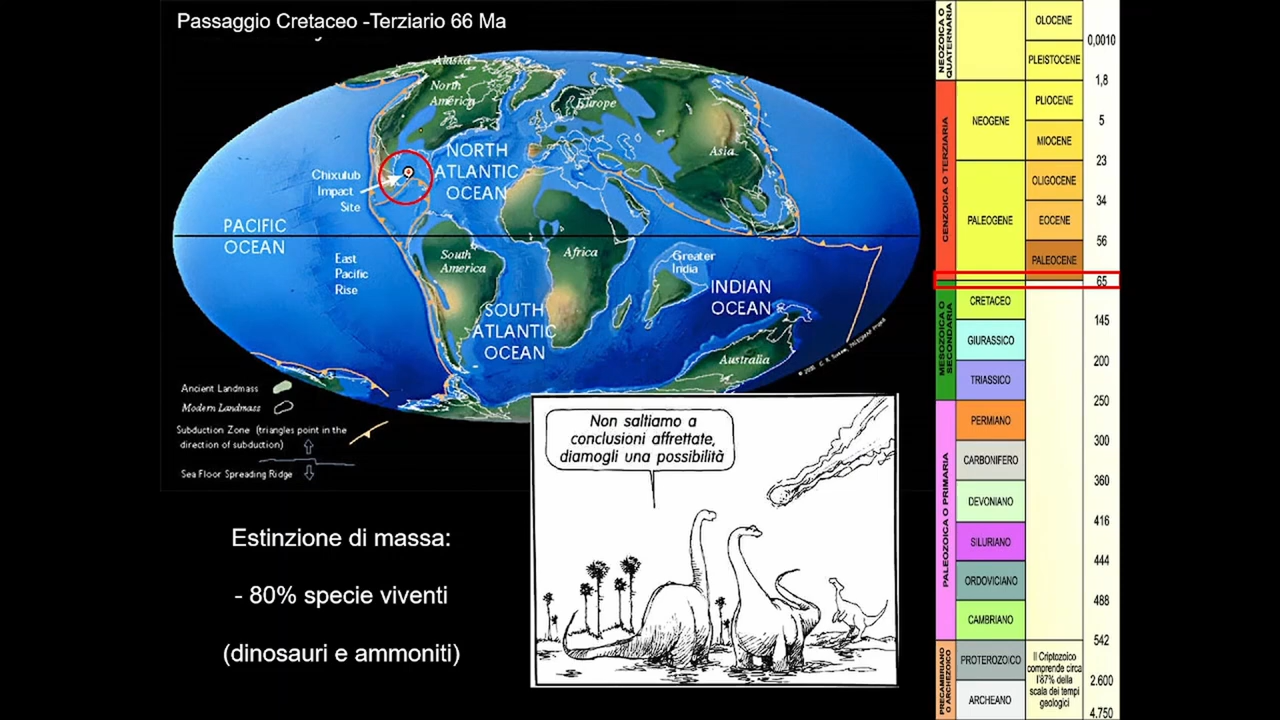 Passaggio Cretaceo -Terziario 66 Ma
Alaska
North
America
Europe
Asia
NORTH
ATLANTIC
OCEAN
Chixulub
Impact
Site
PACIFIC
OCEAN
East
Pacific
Rise
South
America
Africa
Greater
India
INDIAN
OCEAN
SOUTH
ATLANTIC
OCEAN
Australia
Ancient Landmass
Modern Landmass
Subduction Zone (triangles point in the
direction of subduction)
Sea Floor Spreading Ridge
Non saltiamo a
conclusioni affrettate,
diamogli una possibilità
Estinzione di massa:
- 80% specie viventi
(dinosauri e ammoniti)
NEOZOICA O
QUATERNARIA
OLOCENE
0,0010
PLEISTOCENE
1,8
CENZOICA O TERZIARIA
NEOGENE
PLIOCENE
5
MIOCENE
23
PALEOGENE
OLIGOCENE
34
EOCENE
56
PALEOCENE
65
MESOZOICA O
SECONDARIA
CRETACEO
145
GIURASSICO
200
TRIASSICO
250
PALEOZOICA O PRIMARIA
PERMIANO
300
CARBONIFERO
360
DEVONIANO
416
SILURIANO
444
ORDOVICIANO
488
CAMBRIANO
542
PRECAMBRIANO
O ARCHEZOICO
PROTEROZOICO
Il Criptozoico
comprende circa
l'87% della
scala dei tempi
geologici
2.600
ARCHEANO
4.750